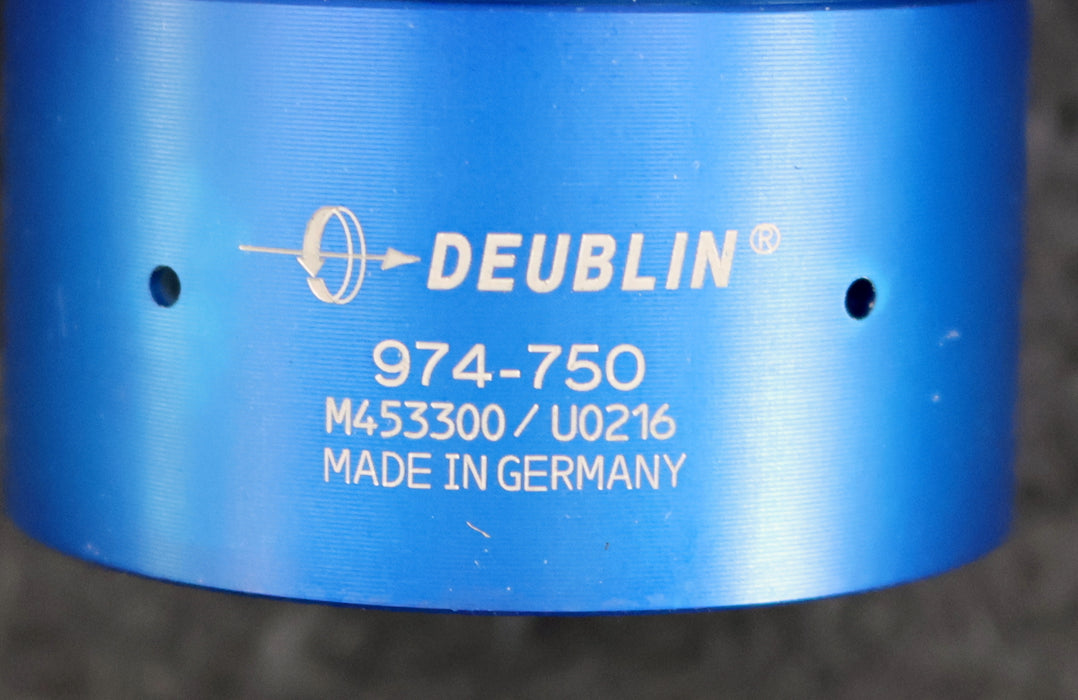 DEUBLIN®
974-750
M453300/U0216
MADE IN GERMANY